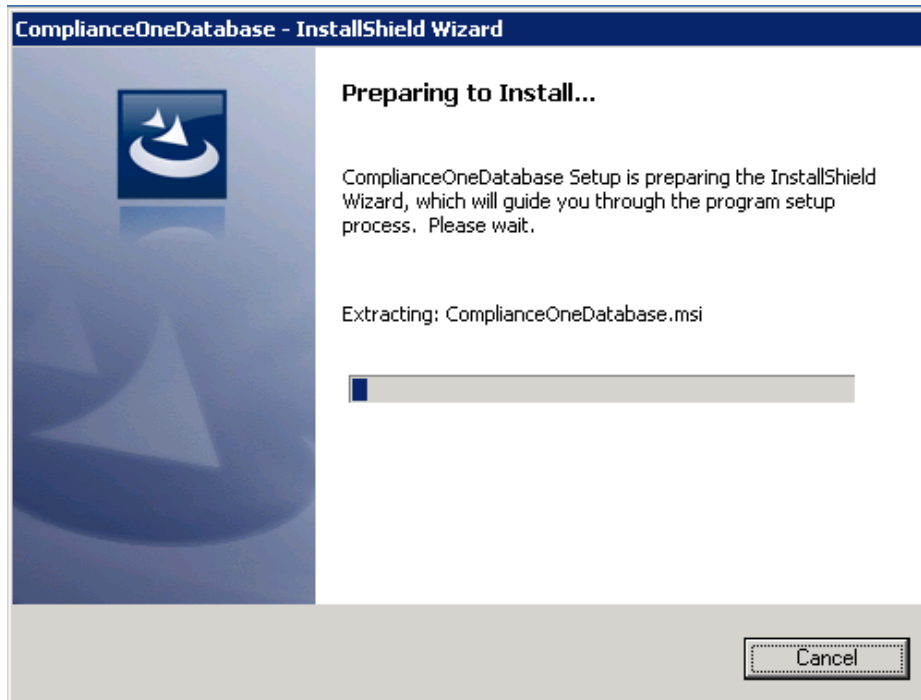 ComplianceOneDatabase - InstallShield Wizard
Preparing to Install...
ComplianceOneDatabase Setup is preparing the InstallShield
Wizard, which will guide you through the program setup
process.  Please wait.
Extracting: ComplianceOneDatabase.msi
Cancel